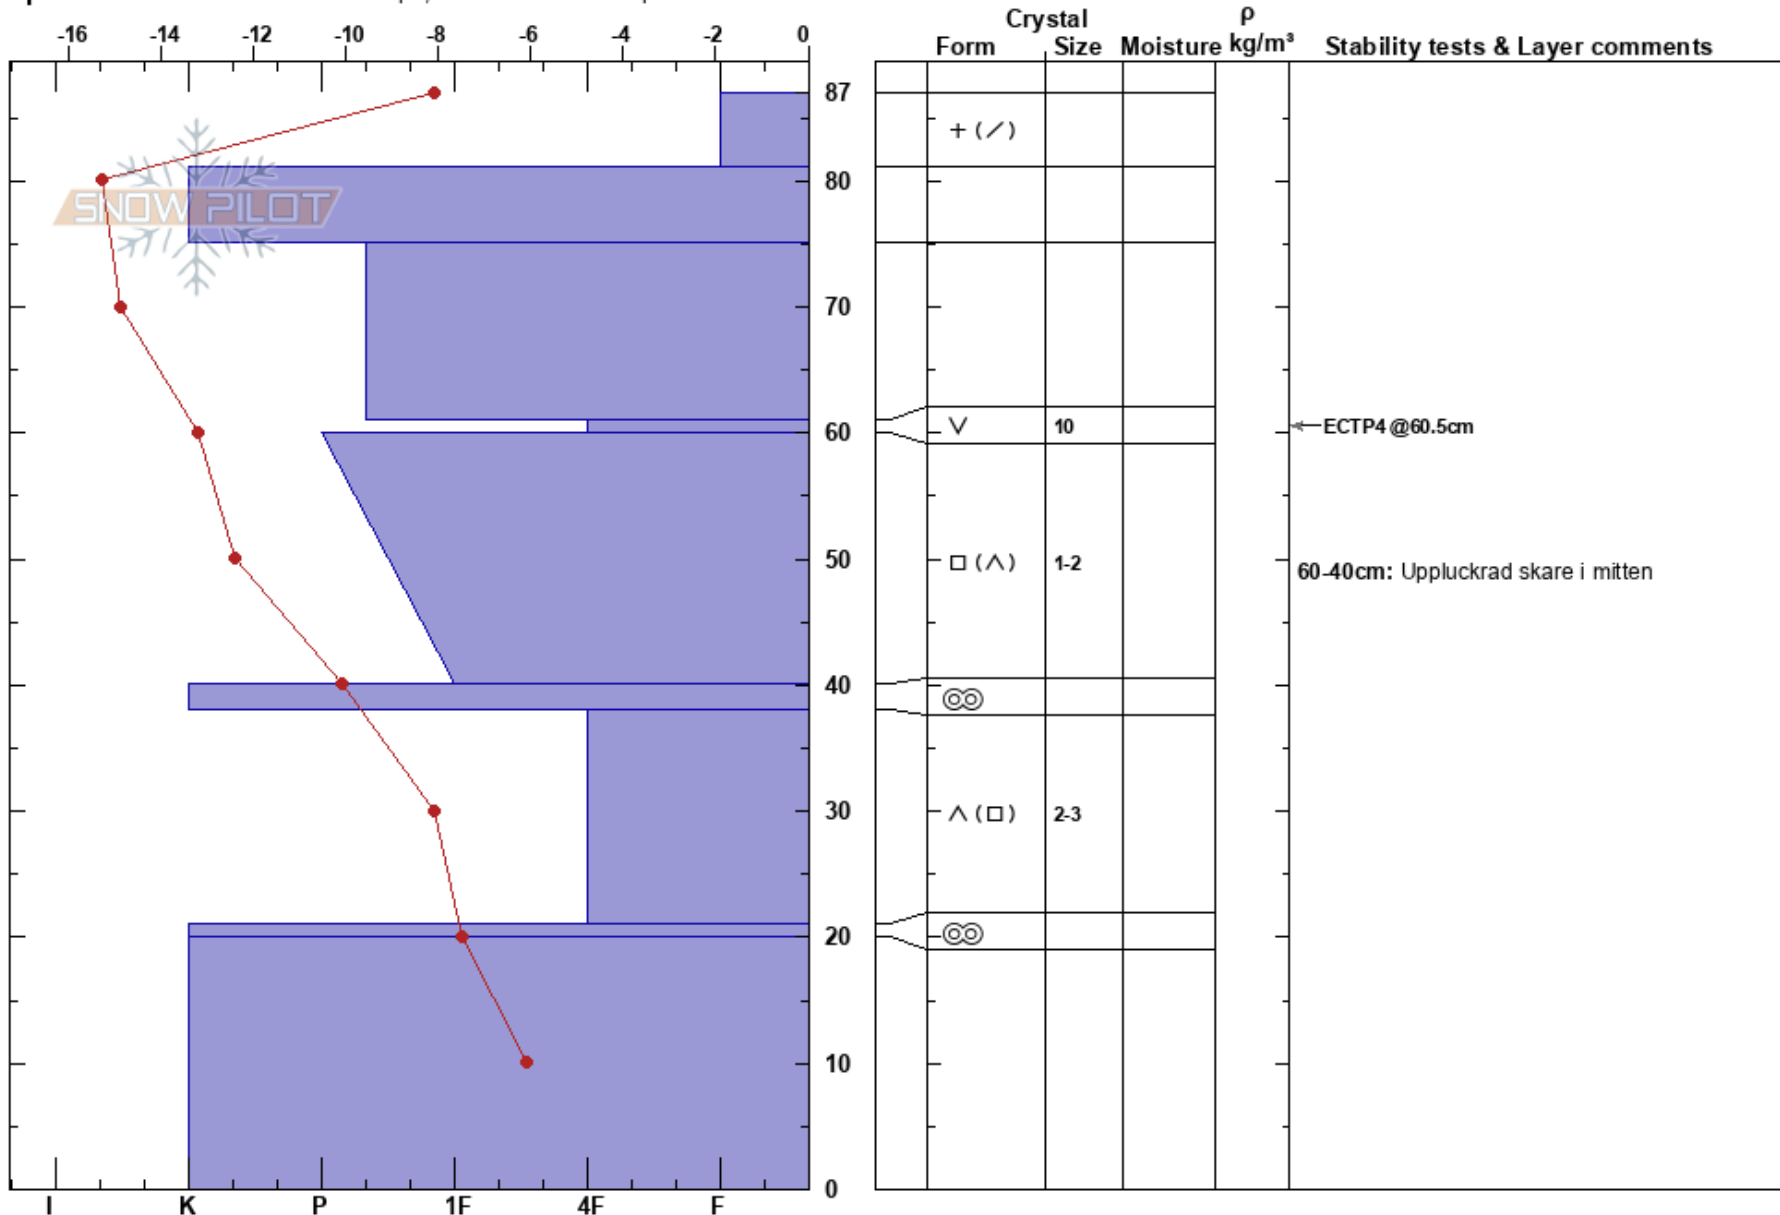 -16 -14 -12 -10 -8 -6 -4 -2 0
Crystal ρ
Form Size Moisture kg/m³ Stability tests & Layer comments
87
+ (∕)
80
SNOW PILOT
70
60 V 10 ECTP4 @60.5cm
50 □ (∧) 1-2 60-40cm: Uppluckrad skare i mitten
40
30 ∧ (□) 2-3
20
10
0
I K P 1F 4F F